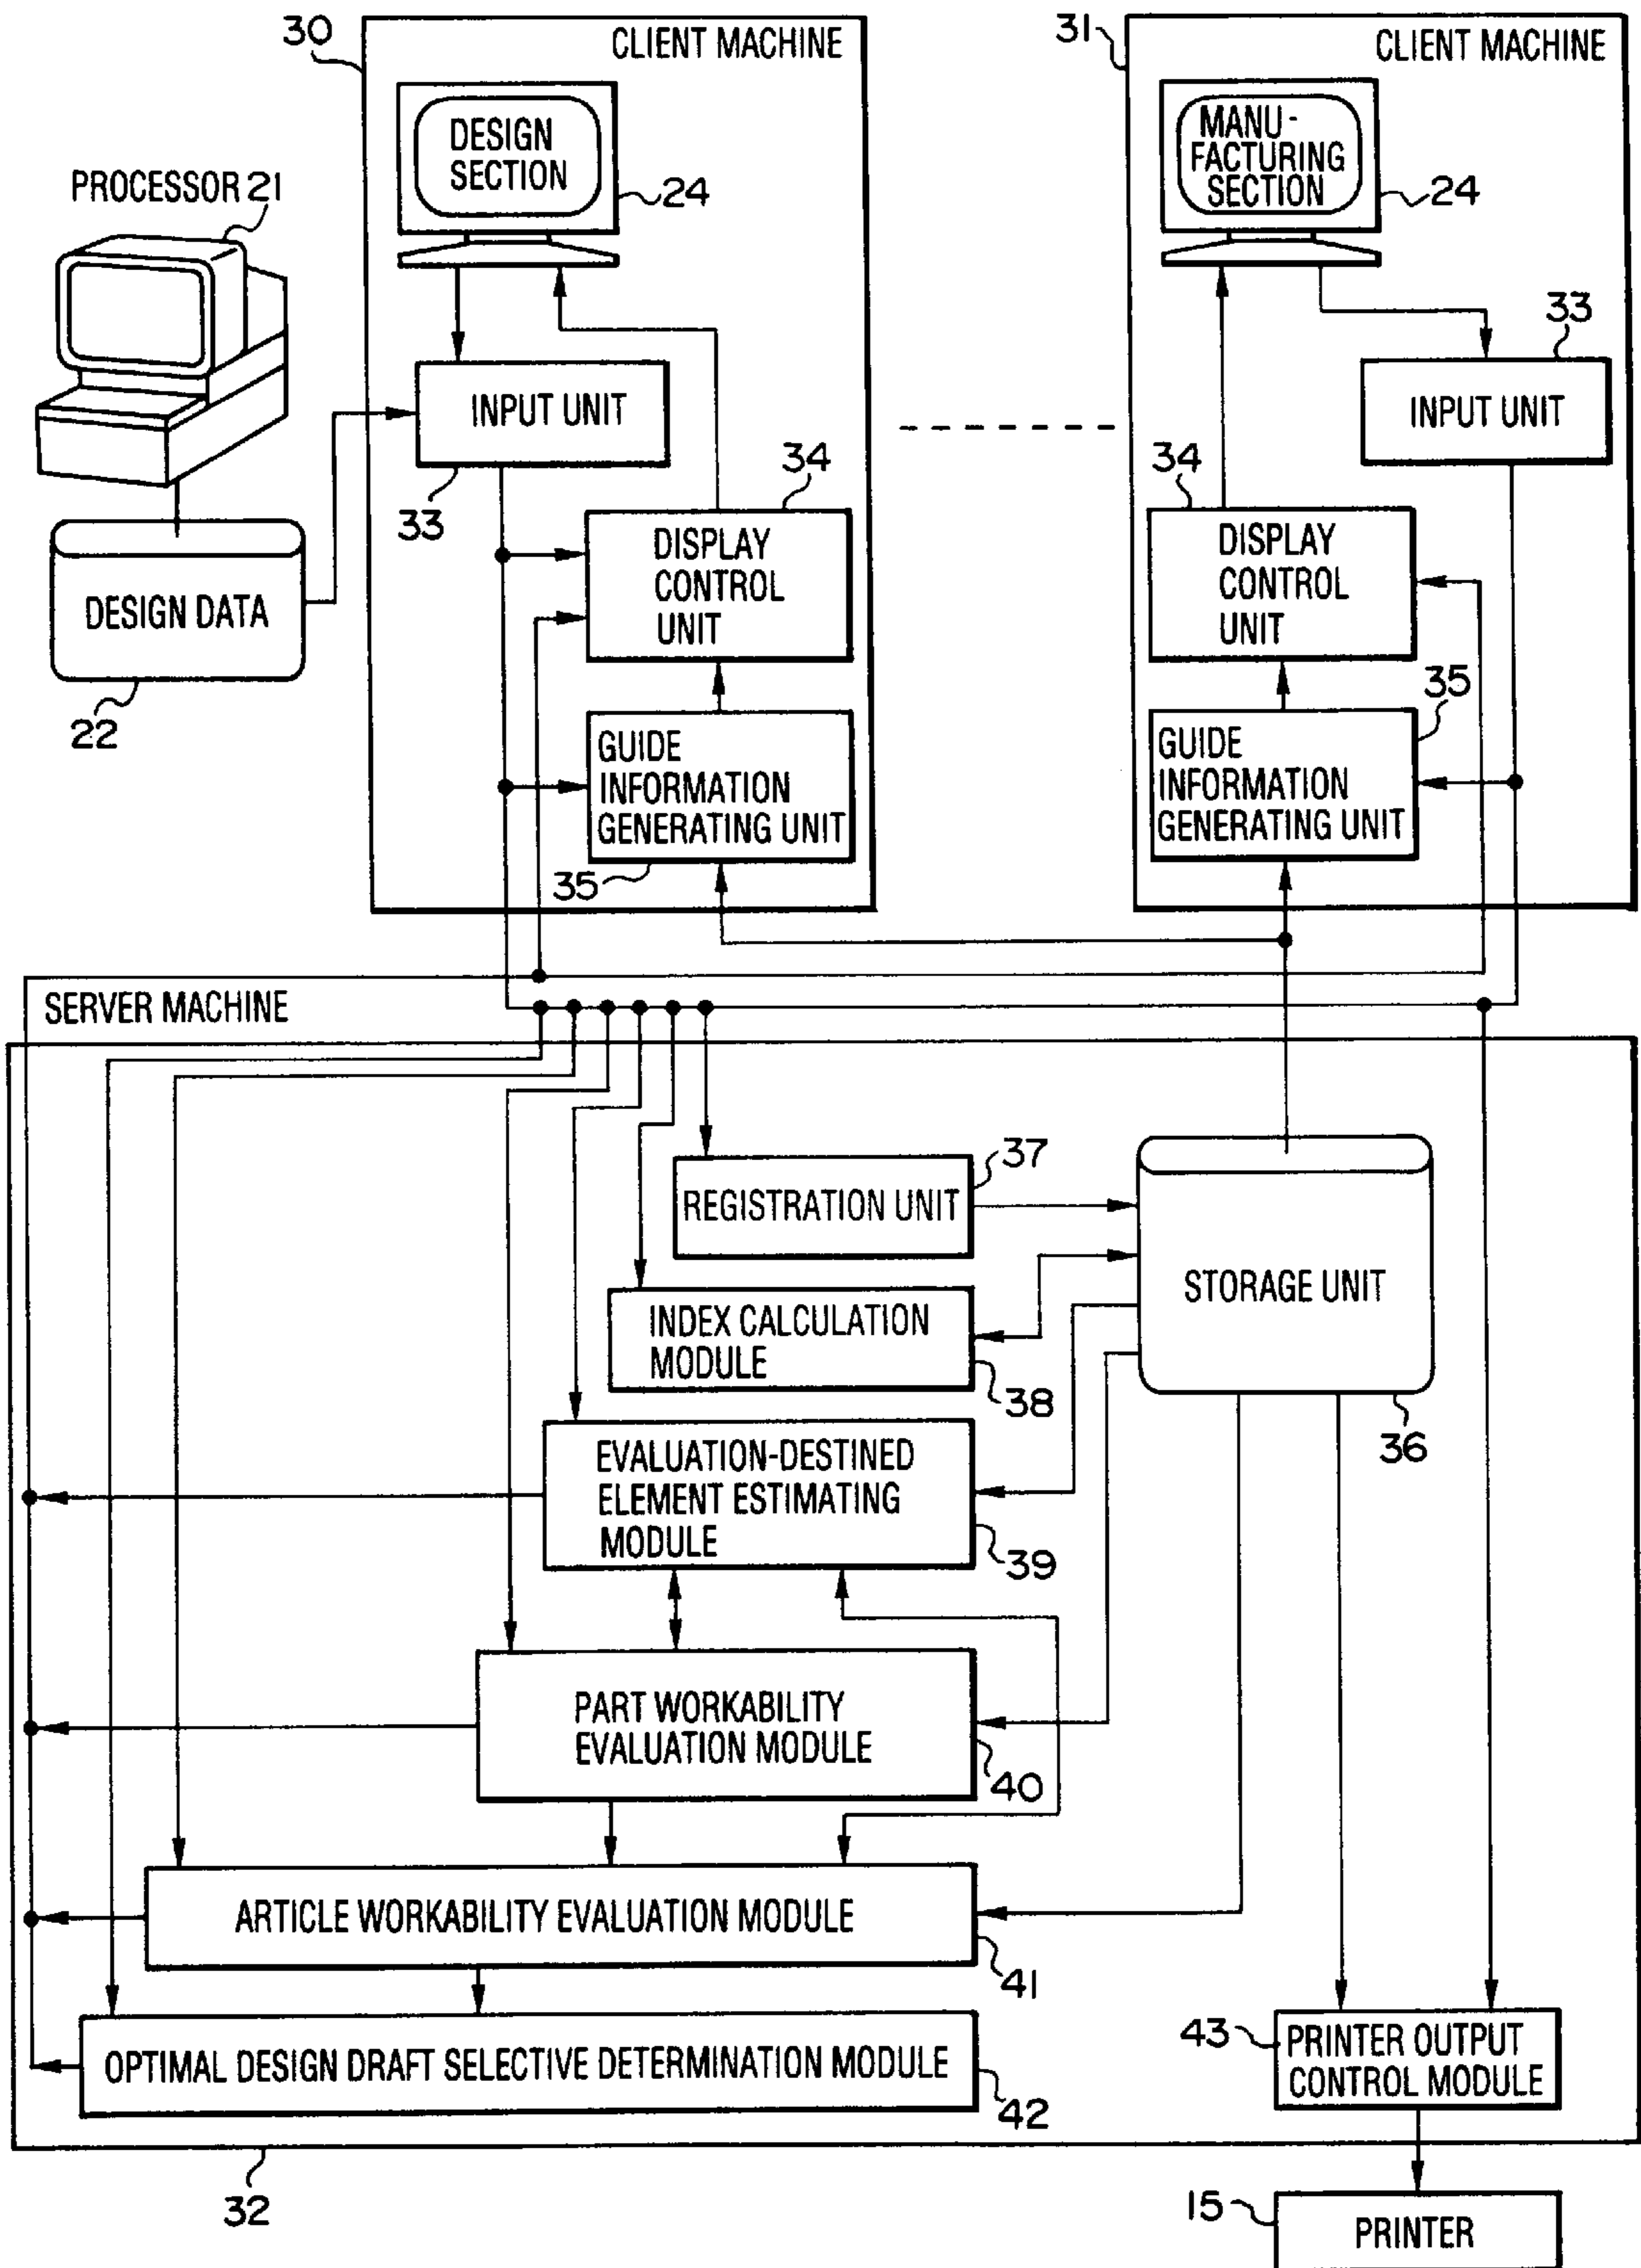 30
CLIENT MACHINE
DESIGN
SECTION
24
PROCESSOR 21
INPUT UNIT
33
34
DISPLAY
CONTROL
UNIT
DESIGN DATA
22
GUIDE
INFORMATION
GENERATING UNIT
35
31
CLIENT MACHINE
MANU-
FACTURING
SECTION
24
33
INPUT UNIT
34
DISPLAY
CONTROL
UNIT
35
GUIDE
INFORMATION
GENERATING UNIT
SERVER MACHINE
37
REGISTRATION UNIT
STORAGE UNIT
36
INDEX CALCULATION
MODULE
38
EVALUATION-DESTINED
ELEMENT ESTIMATING
MODULE
39
PART WORKABILITY
EVALUATION MODULE
40
ARTICLE WORKABILITY EVALUATION MODULE
41
OPTIMAL DESIGN DRAFT SELECTIVE DETERMINATION MODULE
42
43
PRINTER OUTPUT
CONTROL MODULE
32
15
PRINTER